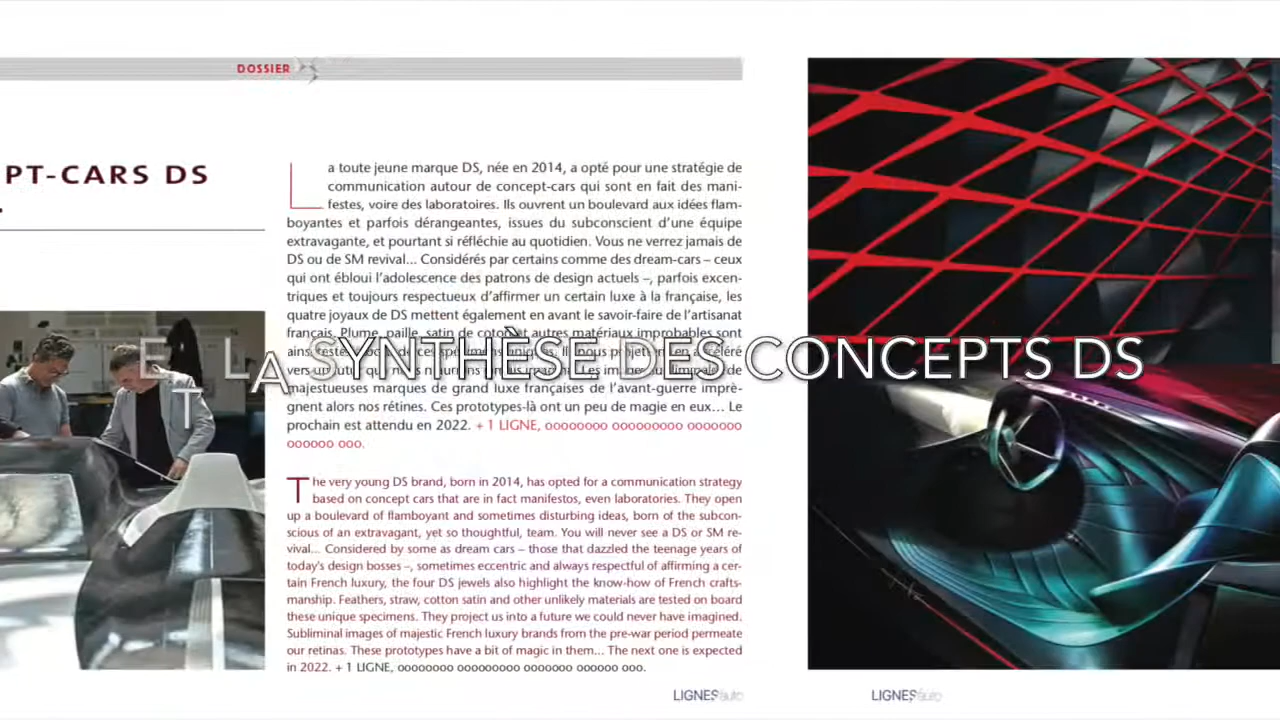 DOSSIER
PT-CARS DS
La toute jeune marque DS, née en 2014, a opté pour une stratégie de
communication autour de concept-cars qui sont en fait des mani-
festes, voire des laboratoires. Ils ouvrent un boulevard aux idées flam-
boyantes et parfois dérangeantes, issues du subconscient d'une équipe
extravagante, et pourtant si réfléchie au quotidien. Vous ne verrez jamais de
DS ou de SM revival... Considérés par certains comme des dream-cars – ceux
qui ont ébloui l'adolescence des patrons de design actuels –, parfois excen-
triques et toujours respectueux d'affirmer un certain luxe à la française, les
quatre joyaux de DS mettent également en avant le savoir-faire de l'artisanat
français. Plume, paille, satin de coton et autres matériaux improbables sont
majestueuses marques de grand luxe françaises de l'avant-guerre imprè-
gnent alors nos rétines. Ces prototypes-là ont un peu de magie en eux... Le
prochain est attendu en 2022. + 1 LIGNE, oooooooo ooooooooo ooooooo
oooooo ooo.
ET LA SYNTHÈSE DES CONCEPTS DS
The very young DS brand, born in 2014, has opted for a communication strategy
based on concept cars that are in fact manifestos, even laboratories. They open
up a boulevard of flamboyant and sometimes disturbing ideas, born of the subcon-
scious of an extravagant, yet so thoughtful, team. You will never see a DS or SM re-
vival... Considered by some as dream cars – those that dazzled the teenage years of
today's design bosses –, sometimes eccentric and always respectful of affirming a cer-
tain French luxury, the four DS jewels also highlight the know-how of French crafts-
manship. Feathers, straw, cotton satin and other unlikely materials are tested on board
these unique specimens. They project us into a future we could never have imagined.
Subliminal images of majestic French luxury brands from the pre-war period permeate
our retinas. These prototypes have a bit of magic in them... The next one is expected
in 2022. + 1 LIGNE, oooooooo ooooooooo ooooooo oooooo ooo.
LIGNES auto
LIGNES auto